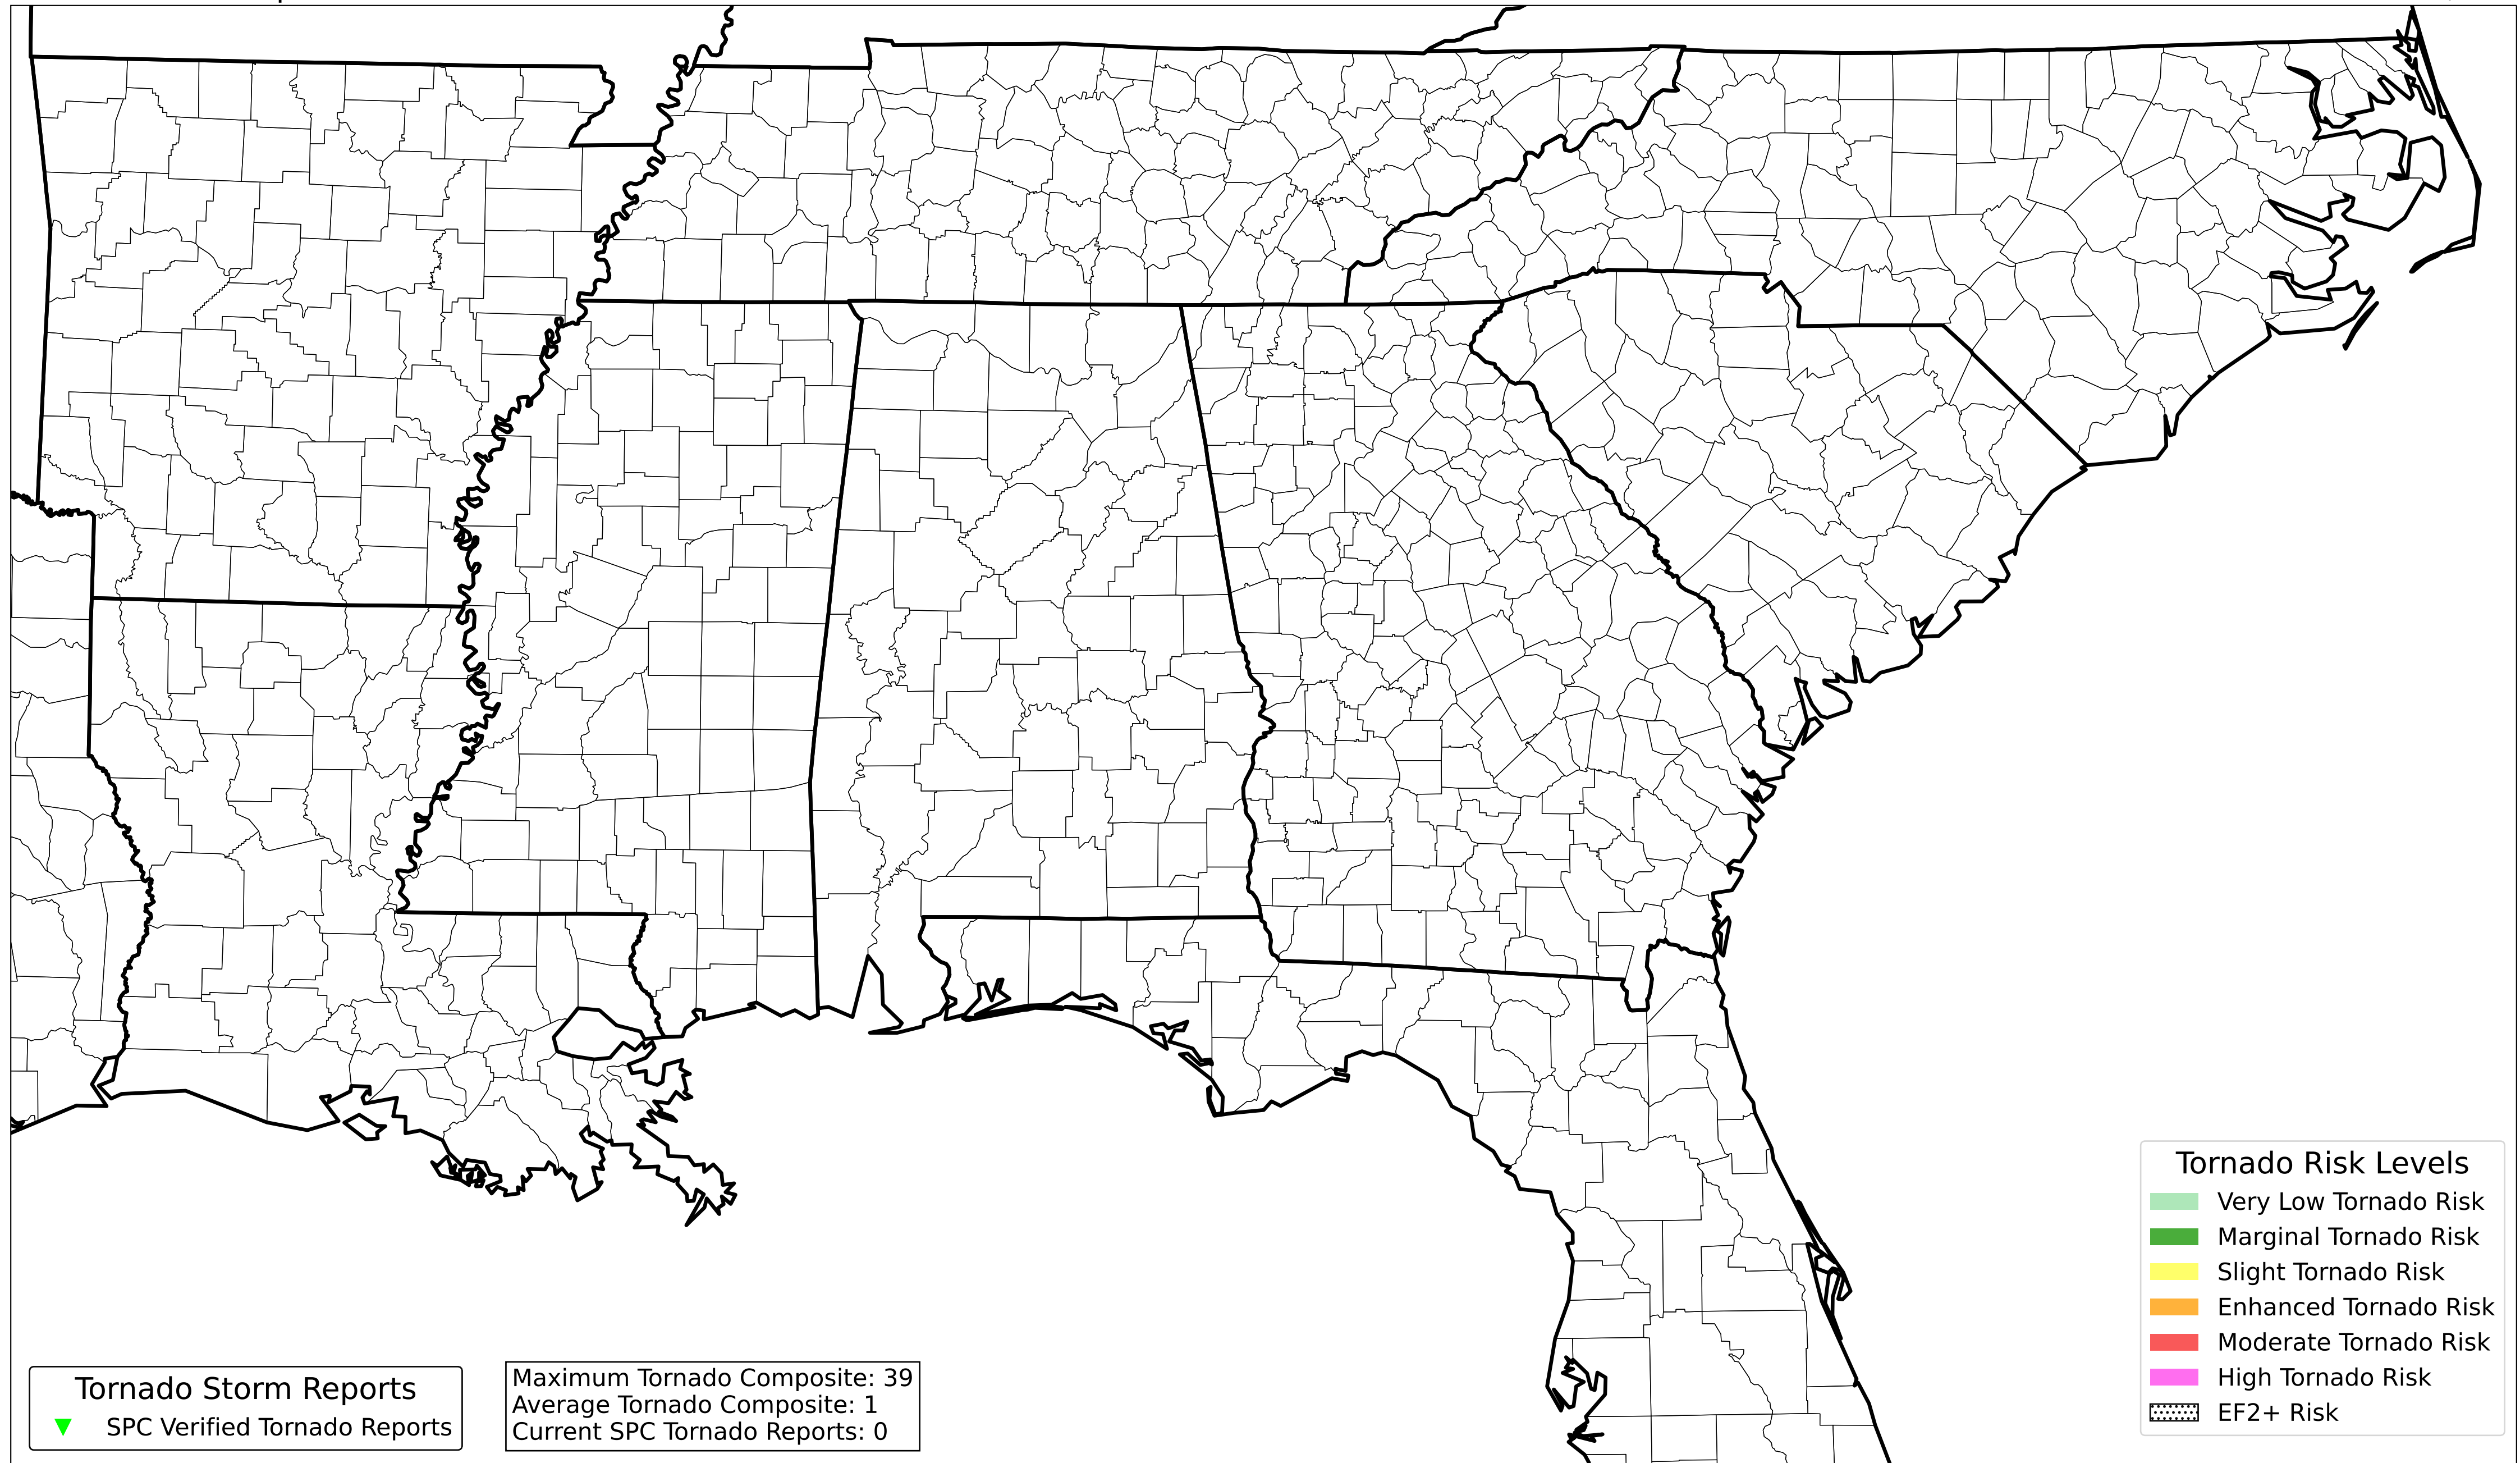 Tornado Risk Levels
Very Low Tornado Risk
Marginal Tornado Risk
Slight Tornado Risk
Enhanced Tornado Risk
Moderate Tornado Risk
High Tornado Risk
EF2+ Risk
Tornado Storm Reports
SPC Verified Tornado Reports
Maximum Tornado Composite: 39
Average Tornado Composite: 1
Current SPC Tornado Reports: 0